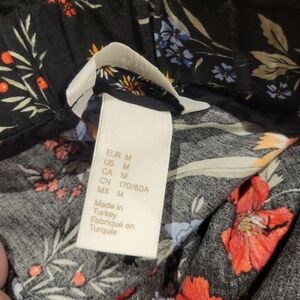 EUR M
US M
CA M
CN 170/80A
MX M
Made in
Turkey
Fabriqué en
Turquie